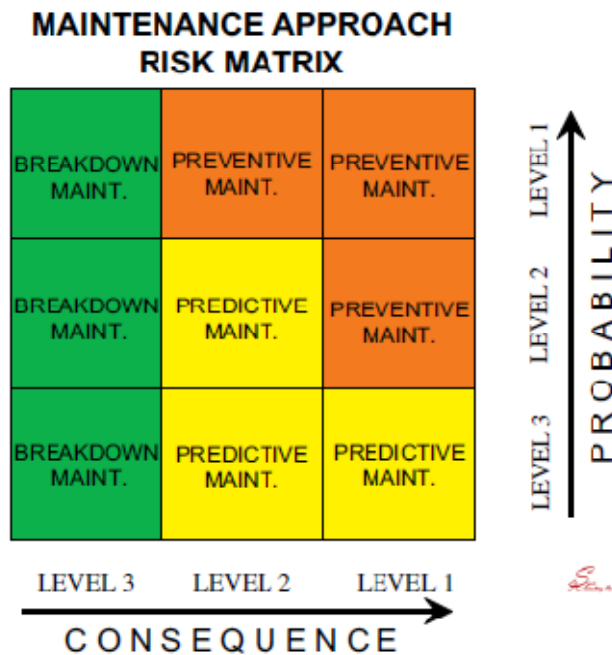 MAINTENANCE APPROACH
RISK MATRIX
BREAKDOWN
MAINT.
PREVENTIVE
MAINT.
PREVENTIVE
MAINT.
BREAKDOWN
MAINT.
PREDICTIVE
MAINT.
PREVENTIVE
MAINT.
BREAKDOWN
MAINT.
PREDICTIVE
MAINT.
PREDICTIVE
MAINT.
LEVEL 3
LEVEL 2
LEVEL 1
CONSEQUENCE
LEVEL 1
LEVEL 2
LEVEL 3
PROBABILITY